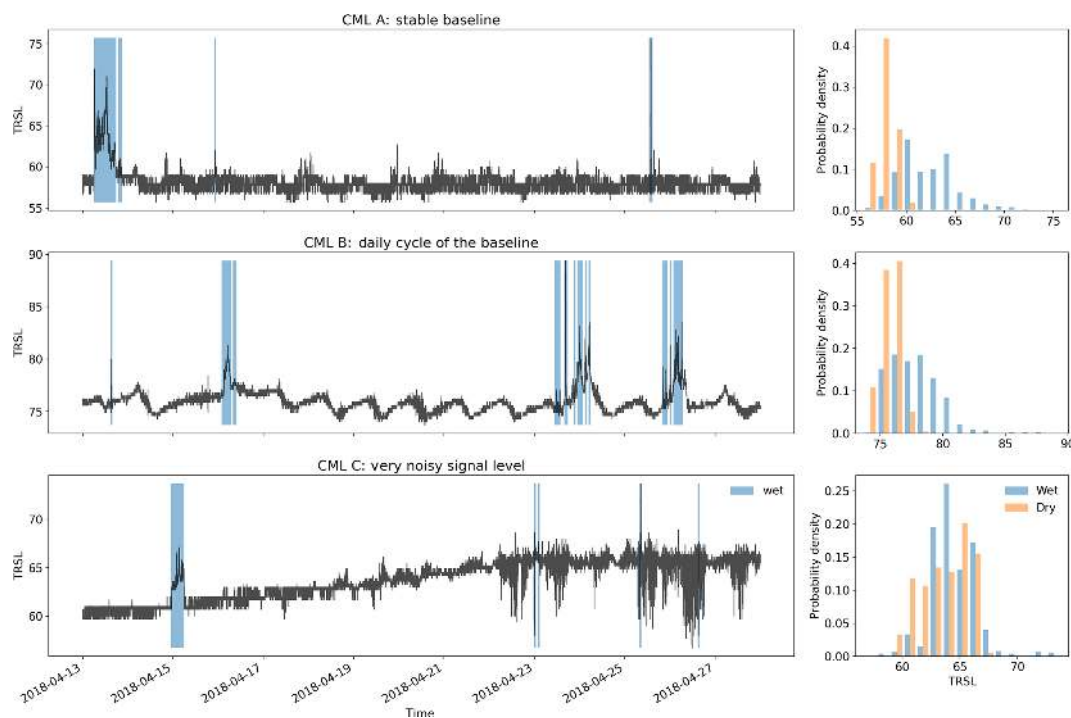 CML A: stable baseline
75
70
65
60
55
TRSL
0.4
0.3
0.2
0.1
0.0
Probability density
55 60 65 70 75
CML B: daily cycle of the baseline
90
85
80
75
TRSL
0.4
0.3
0.2
0.1
0.0
Probability density
75 80 85 90
CML C: very noisy signal level
wet
70
65
60
TRSL
2018-04-13 2018-04-15 2018-04-17 2018-04-19 2018-04-21 2018-04-23 2018-04-25 2018-04-27
Time
Wet
Dry
0.25
0.20
0.15
0.10
0.05
0.00
Probability density
60 65 70
TRSL